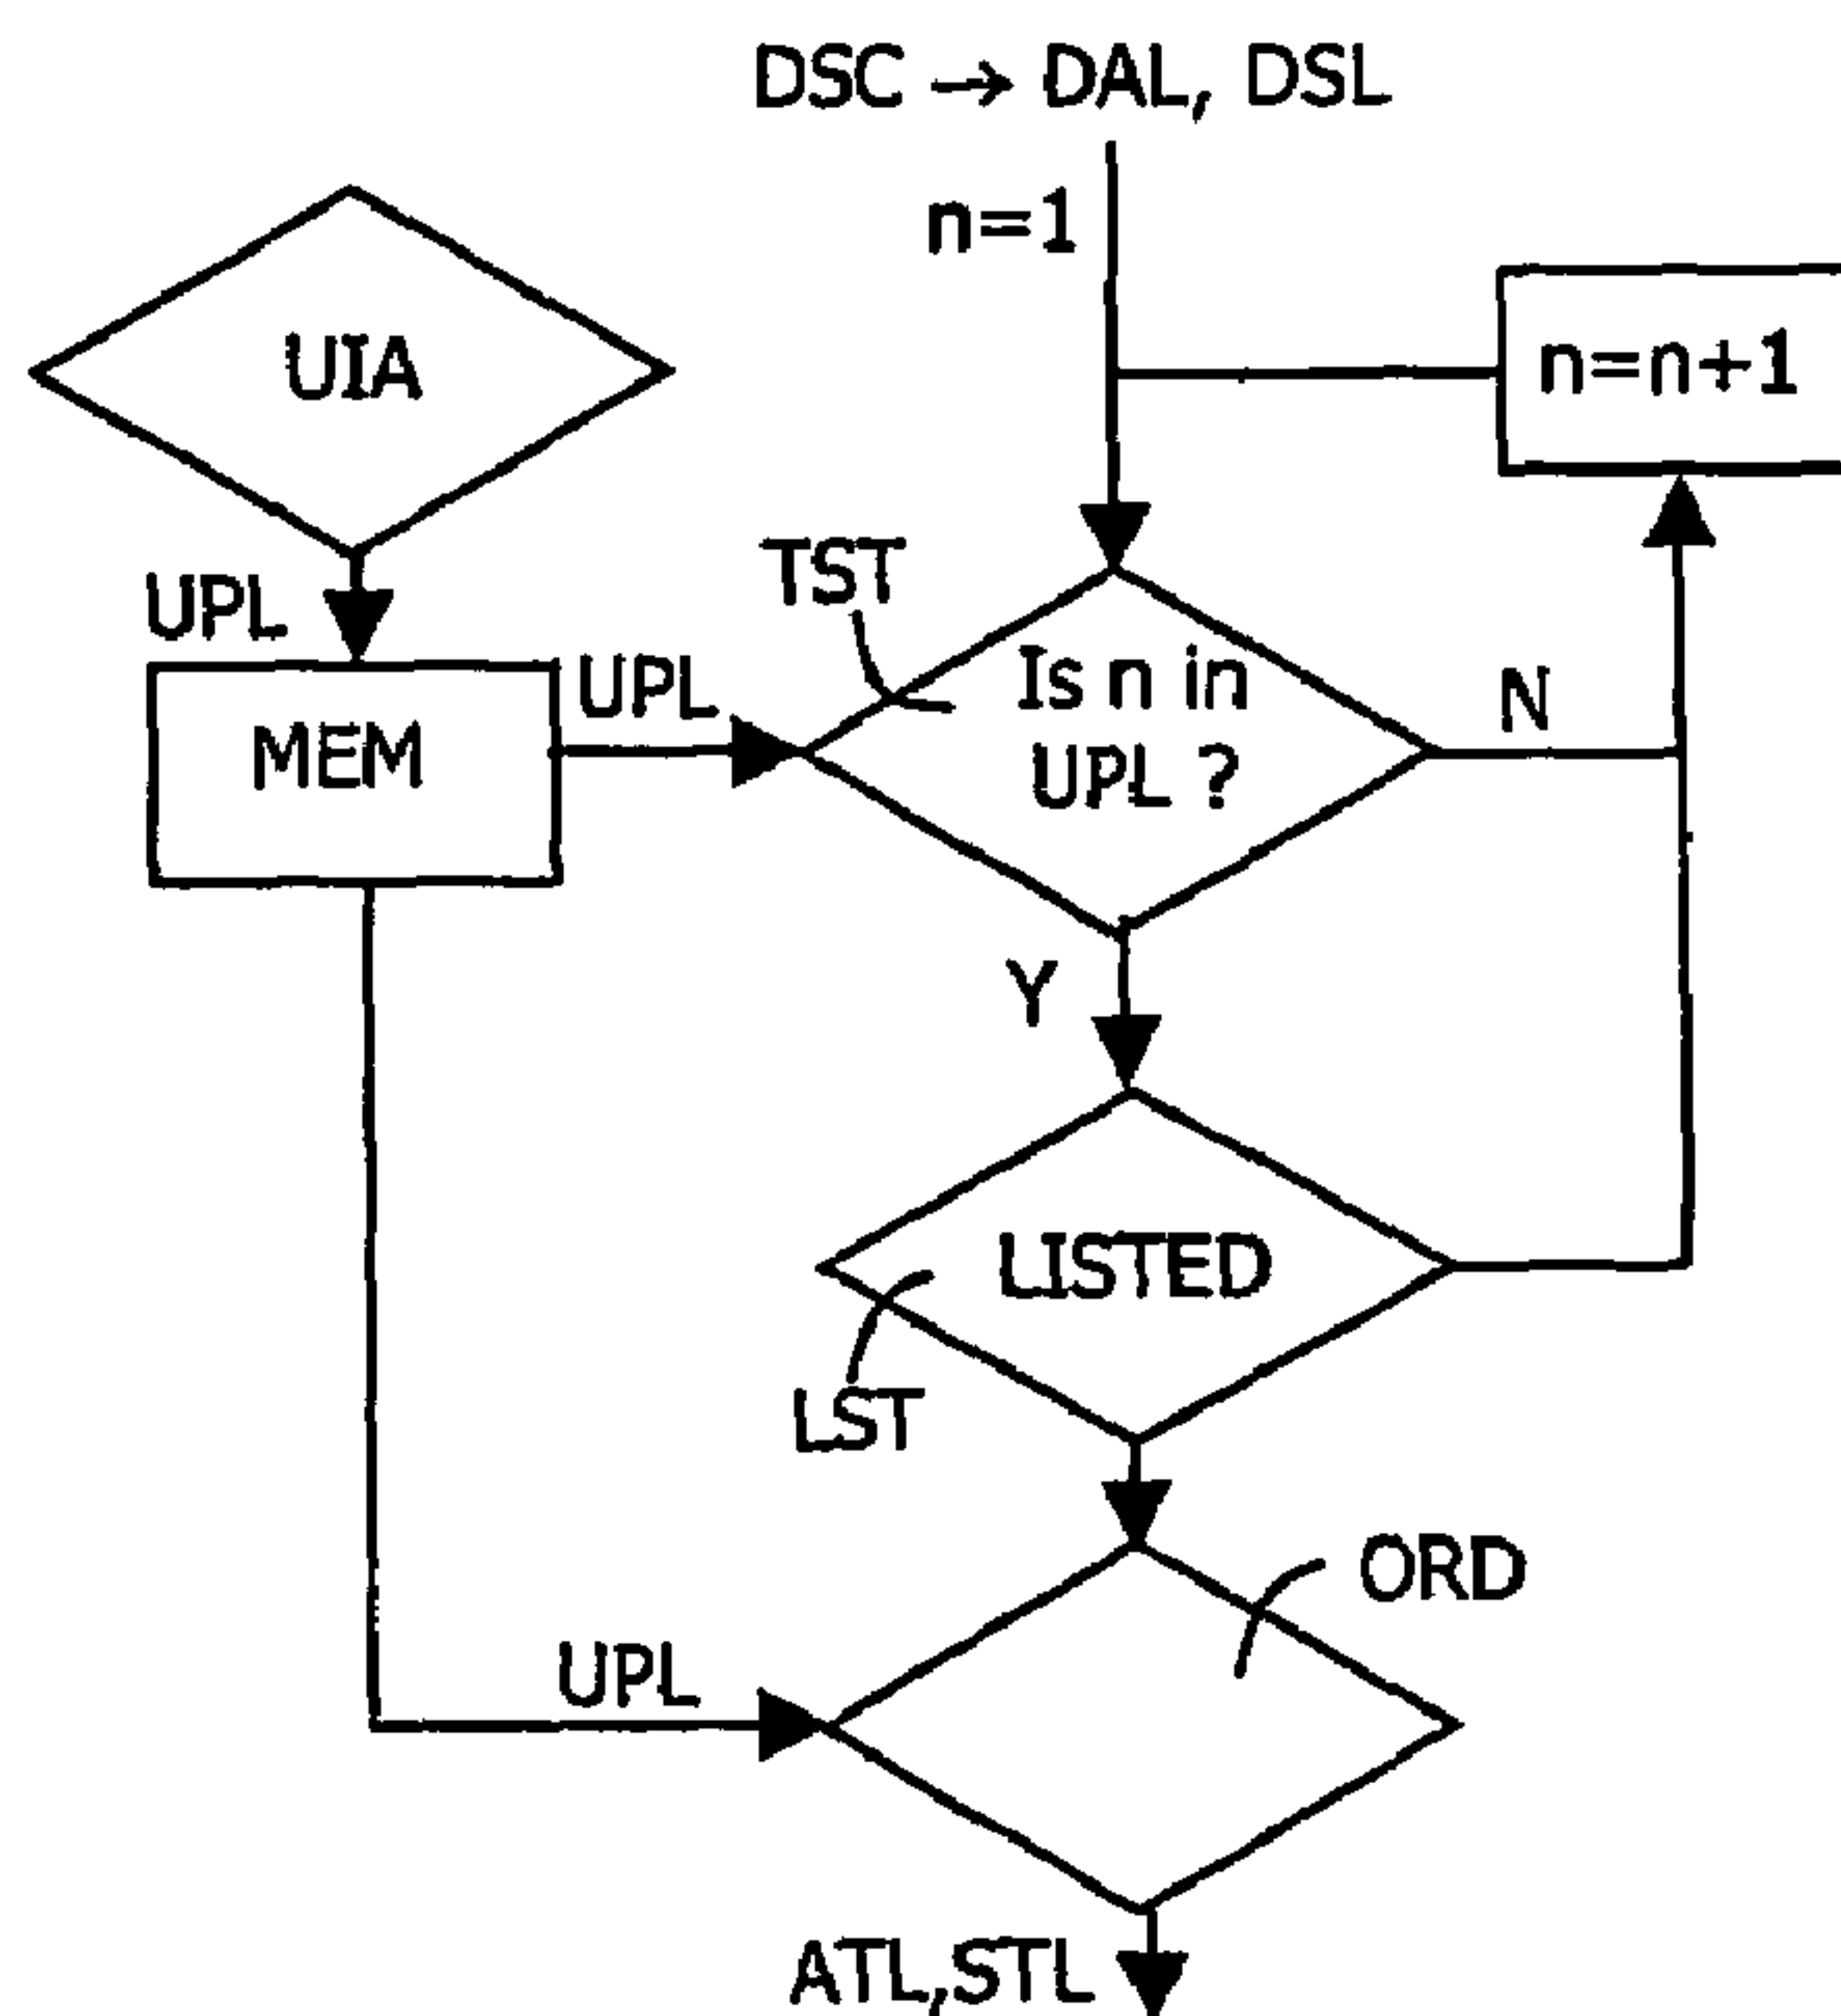 DSC → DAL, DSL
n=1
UIA
n=n+1
TST
UPL
UPL
Is n in
UPL ?
N
MEM
Y
LISTED
LST
ORD
UPL
ATL,STL